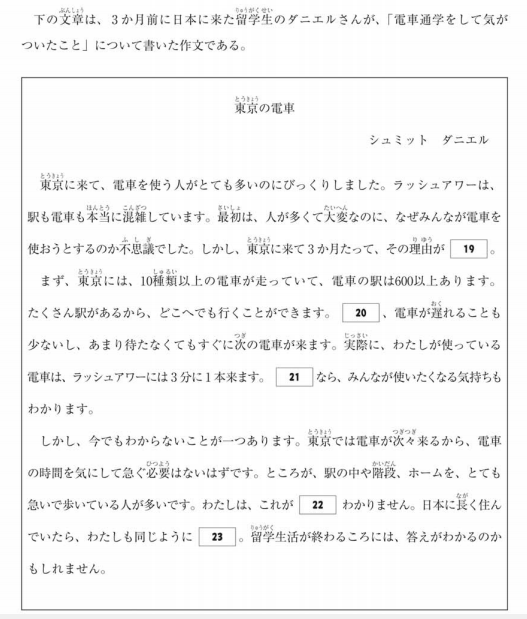 下の文章は、３か月前に日本に来た留学生のダニエルさんが、「電車通学をして気が
ついたこと」について書いた作文である。
東京の電車
シュミット　ダニエル
東京に来て、電車を使う人がとても多いのにびっくりしました。ラッシュアワーは、
駅も電車も本当に混雑しています。最初は、人が多くて大変なのに、なぜみんなが電車を
使おうとするのか不思議でした。しかし、東京に来て３か月たって、その理由が 19 。
まず、東京には、10種類以上の電車が走っていて、電車の駅は600以上あります。
たくさん駅があるから、どこへでも行くことができます。 20 、電車が遅れることも
少ないし、あまり待たなくてもすぐに次の電車が来ます。実際に、わたしが使っている
電車は、ラッシュアワーには３分に１本来ます。 21 なら、みんなが使いたくなる気持ちも
わかります。
しかし、今でもわからないことが一つあります。東京では電車が次々来るから、電車
の時間を気にして急ぐ必要はないはずです。ところが、駅の中や階段、ホームを、とても
急いで歩いている人が多いです。わたしは、これが 22 わかりません。日本に長く住ん
でいたら、わたしも同じように 23 。留学生活が終わるころには、答えがわかるのか
もしれません。